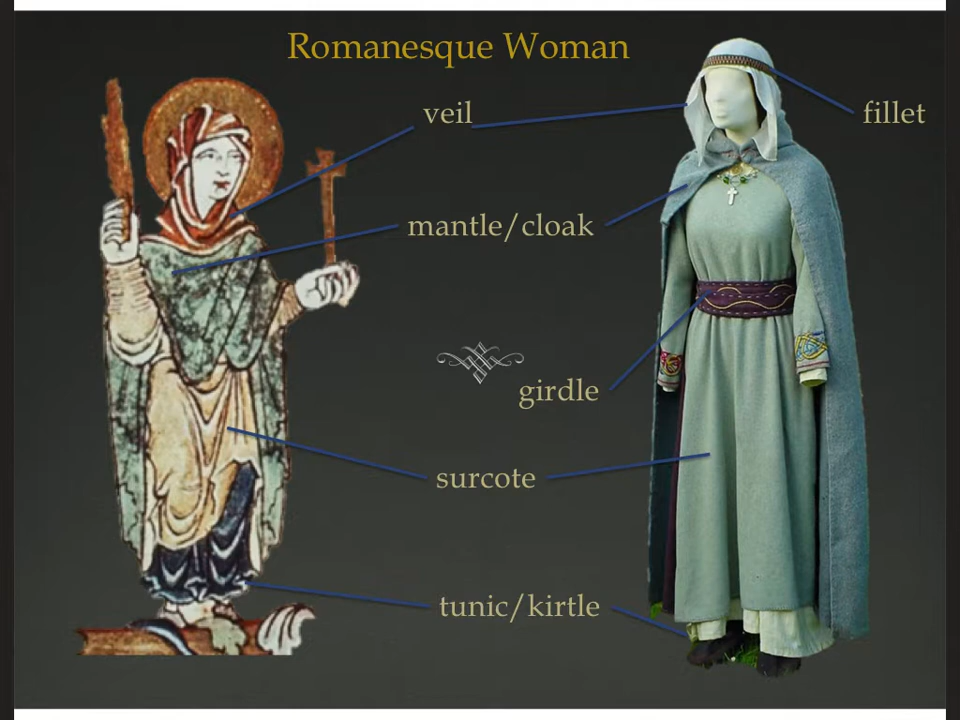 Romanesque Woman
veil
fillet
mantle/cloak
girdle
surcote
tunic/kirtle